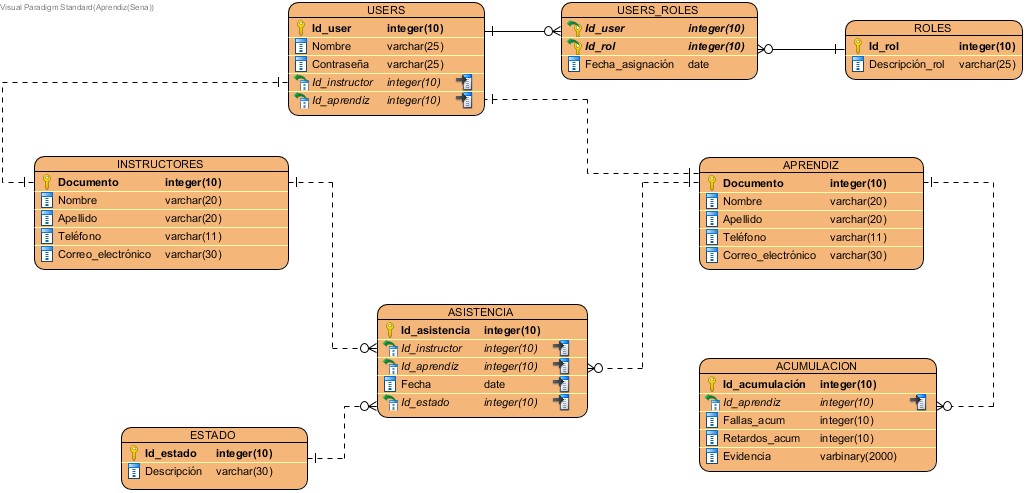 Visual Paradigm Standard(Aprendiz(Sena))
USERS
Id_user integer(10)
Nombre varchar(25)
Contraseña varchar(25)
Id_instructor integer(10)
Id_aprendiz integer(10)
USERS_ROLES
Id_user integer(10)
Id_rol integer(10)
Fecha_asignación date
ROLES
Id_rol integer(10)
Descripción_rol varchar(25)
INSTRUCTORES
Documento integer(10)
Nombre varchar(20)
Apellido varchar(20)
Teléfono varchar(11)
Correo_electrónico varchar(30)
APRENDIZ
Documento integer(10)
Nombre varchar(20)
Apellido varchar(20)
Teléfono varchar(11)
Correo_electrónico varchar(30)
ASISTENCIA
Id_asistencia integer(10)
Id_instructor integer(10)
Id_aprendiz integer(10)
Fecha date
Id_estado integer(10)
ACUMULACION
Id_acumulación integer(10)
Id_aprendiz integer(10)
Fallas_acum integer(10)
Retardos_acum integer(10)
Evidencia varbinary(2000)
ESTADO
Id_estado integer(10)
Descripción varchar(30)